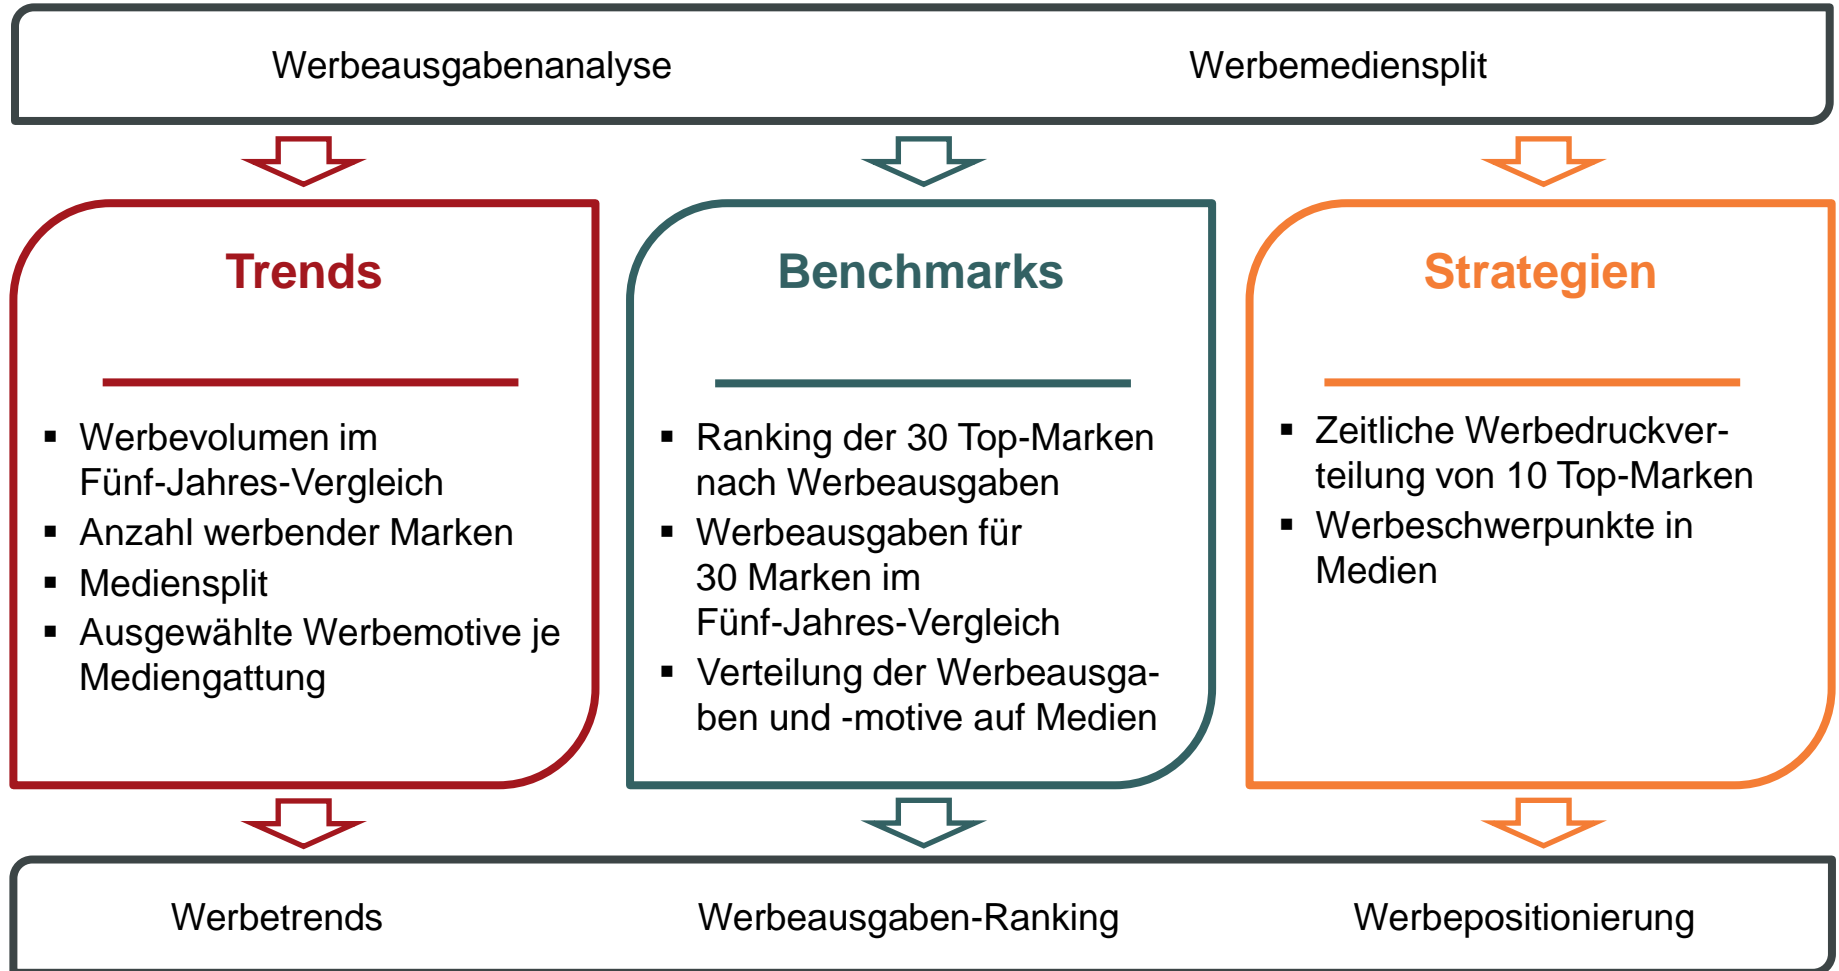 Werbeausgabenanalyse
Werbemediensplit
Trends
▪ Werbevolumen im
Fünf-Jahres-Vergleich
▪ Anzahl werbender Marken
▪ Mediensplit
▪ Ausgewählte Werbemotive je
Mediengattung
Benchmarks
▪ Ranking der 30 Top-Marken
nach Werbeausgaben
▪ Werbeausgaben für
30 Marken im
Fünf-Jahres-Vergleich
▪ Verteilung der Werbeausga-
ben und -motive auf Medien
Strategien
▪ Zeitliche Werbedruckver-
teilung von 10 Top-Marken
▪ Werbeschwerpunkte in
Medien
Werbetrends
Werbeausgaben-Ranking
Werbepositionierung